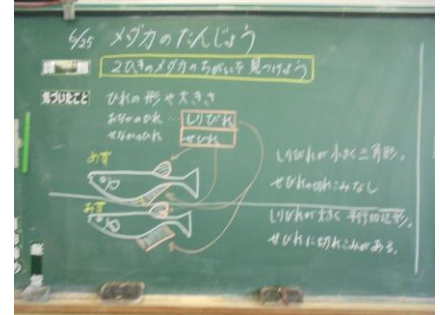 6/25 メダカのたんじょう
2ひきのメダカのちがいを見つけよう
気づいたこと ひれの形や大きさ
おなかのひれ… しりびれ
せなかのひれ せびれ
めす
しりびれが小さく三角形。
せびれの切れこみなし
おす
しりびれが大きく平行四辺形。
せびれに切れこみがある。